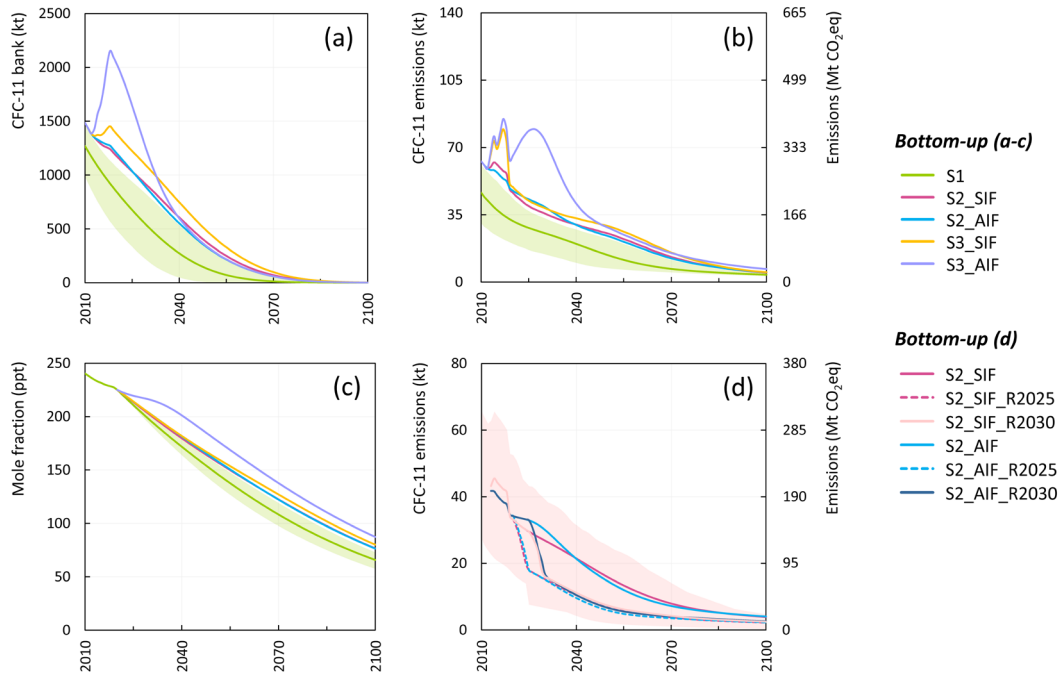 (a)
CFC-11 bank (kt)
2500
2000
1500
1000
500
0
2010
2040
2070
2100
(b)
CFC-11 emissions (kt)
140
105
70
35
0
665
499
333
166
0
Emissions (Mt CO₂eq)
2010
2040
2070
2100
Bottom-up (a-c)
S1
S2_SIF
S2_AIF
S3_SIF
S3_AIF
(c)
Mole fraction (ppt)
250
200
150
100
50
0
2010
2040
2070
2100
(d)
CFC-11 emissions (kt)
80
60
40
20
0
380
285
190
95
0
Emissions (Mt CO₂eq)
2010
2040
2070
2100
Bottom-up (d)
S2_SIF
S2_SIF_R2025
S2_SIF_R2030
S2_AIF
S2_AIF_R2025
S2_AIF_R2030